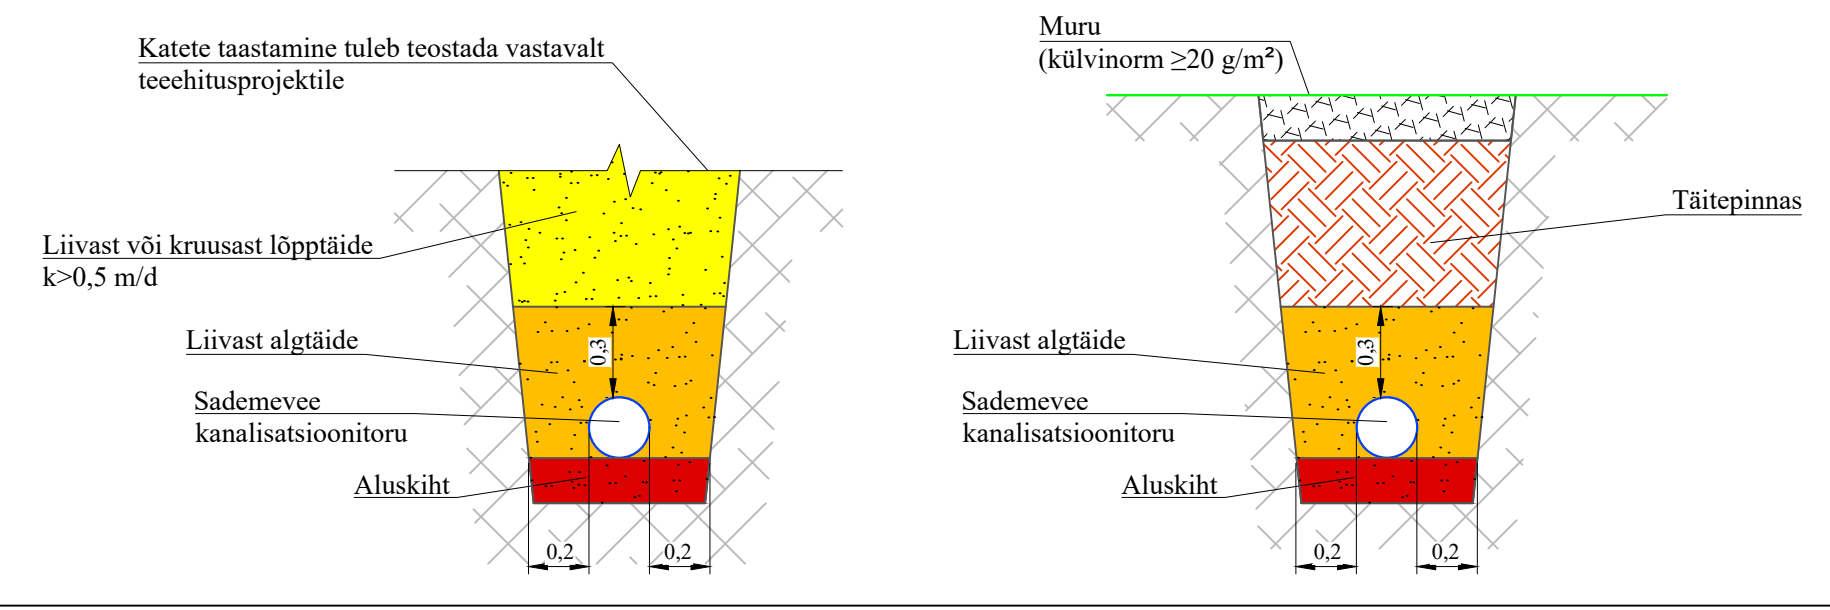 Katete taastamine tuleb teostada vastavalt
teeehitusprojektile
Liivast või kruusast lõpptäide
k>0,5 m/d
Liivast algtäide
0,3
Sademevee
kanalisatsioonitoru
Aluskiht
0,2
0,2
Muru
(külvinorm ≥20 g/m²)
Täitepinnas
Liivast algtäide
0,3
Sademevee
kanalisatsioonitoru
Aluskiht
0,2
0,2